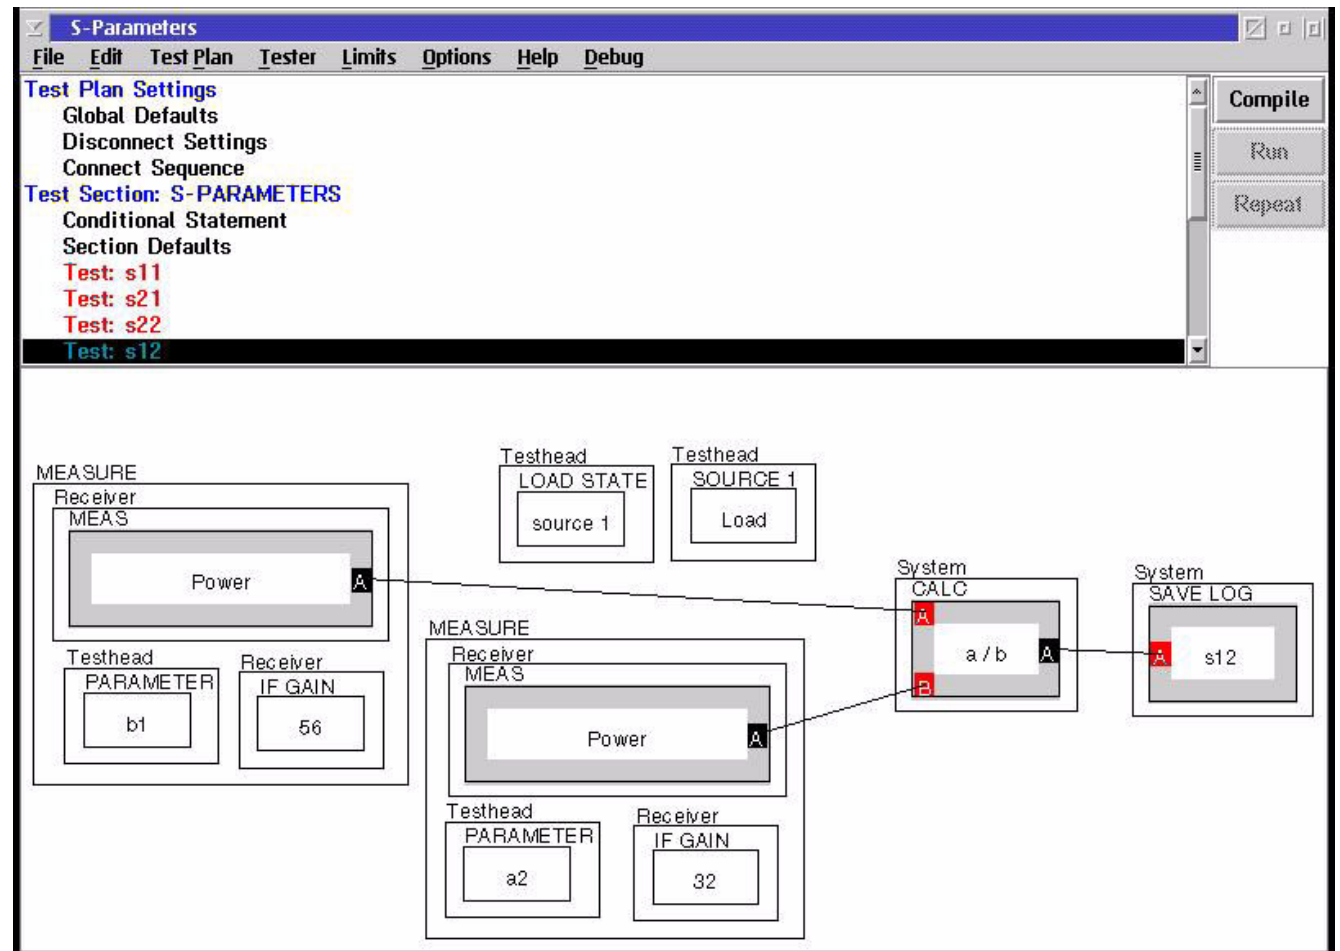 S-Parameters
File Edit Test Plan Tester Limits Options Help Debug
Test Plan Settings
Global Defaults
Disconnect Settings
Connect Sequence
Test Section: S-PARAMETERS
Conditional Statement
Section Defaults
Test: s11
Test: s21
Test: s22
Test: s12
Compile
Run
Repeat
MEASURE
Receiver
MEAS
Power
A
Testhead
PARAMETER
b1
Receiver
IF GAIN
56
Testhead
LOAD STATE
source 1
Testhead
SOURCE 1
Load
MEASURE
Receiver
MEAS
Power
A
Testhead
PARAMETER
a2
Receiver
IF GAIN
32
System
CALC
A
a / b
A
B
System
SAVE LOG
A
s12